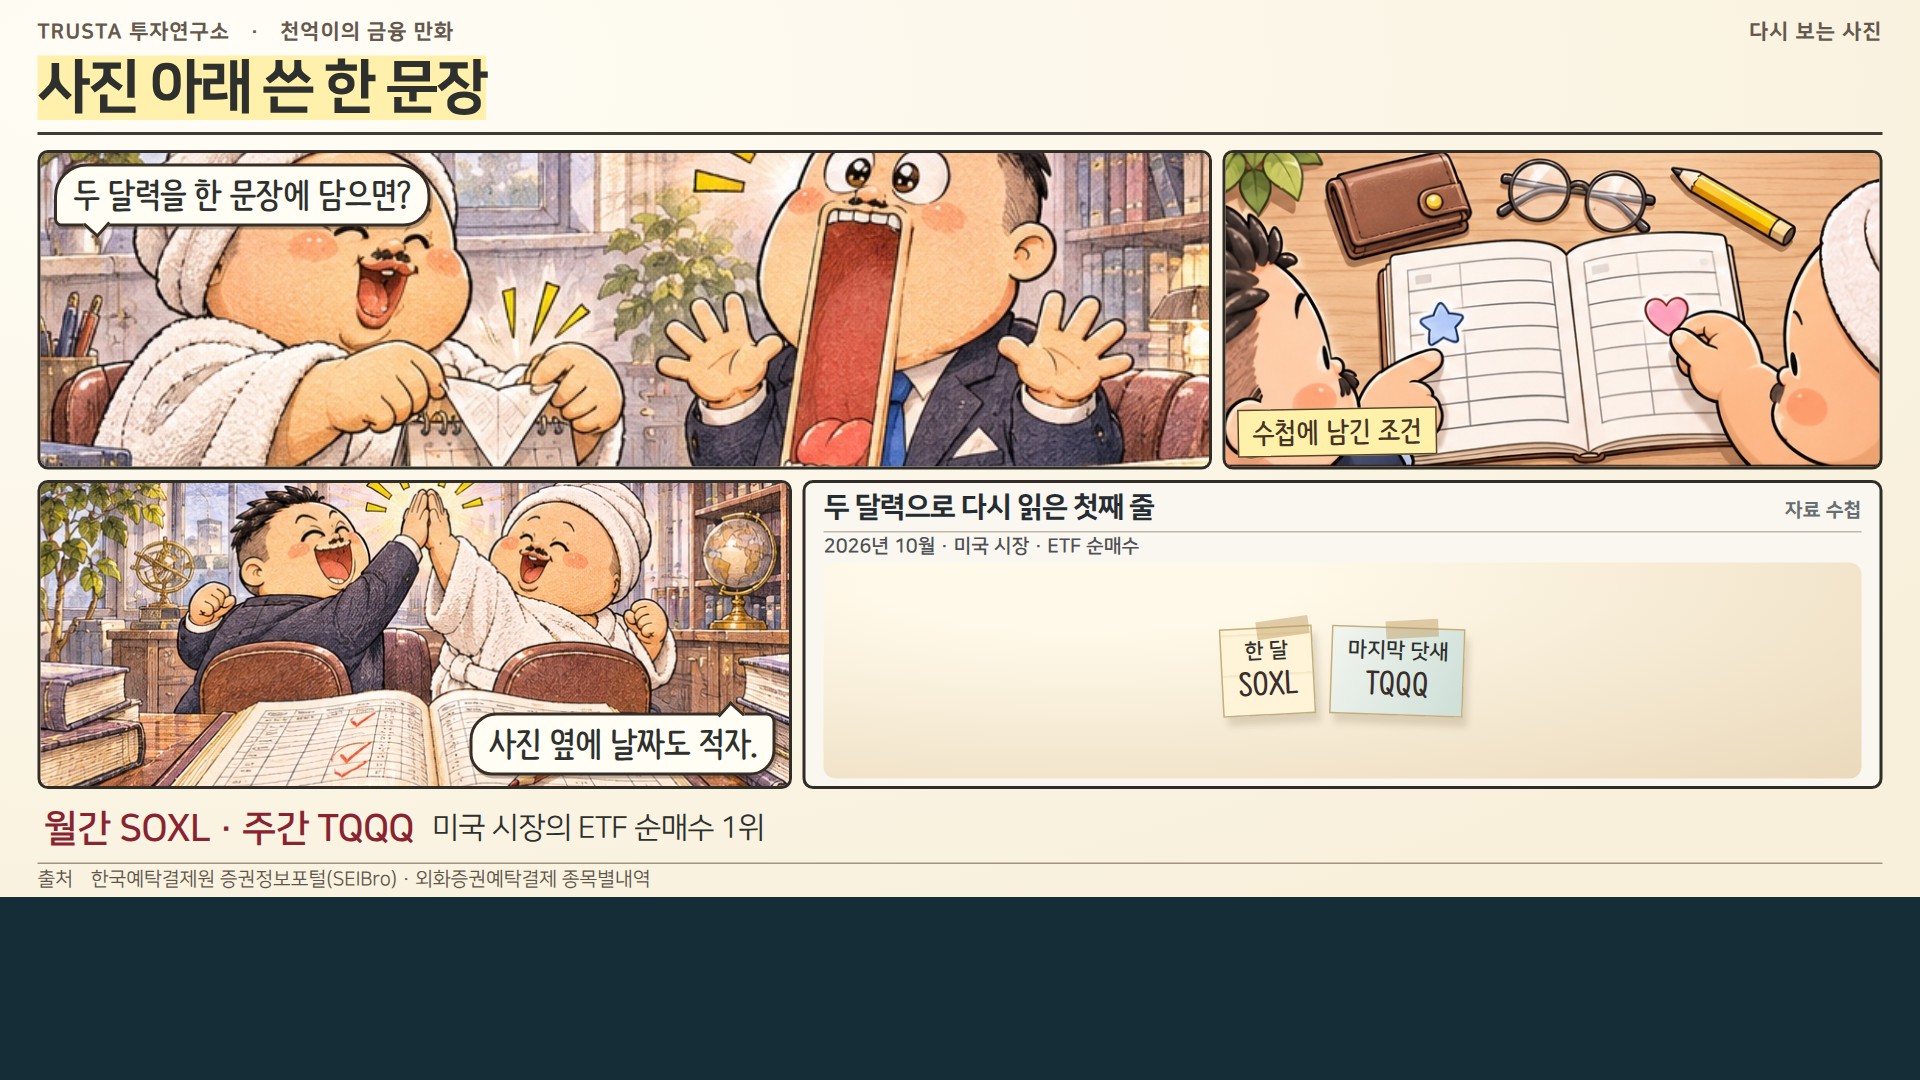 TRUSTA 투자연구소 · 천억이의 금융 만화
다시 보는 사진
사진 아래 쓴 한 문장
두 달력을 한 문장에 담으면?
수첩에 남긴 조건
사진 옆에 날짜도 적자.
두 달력으로 다시 읽은 첫째 줄
자료 수첩
2026년 10월 · 미국 시장 · ETF 순매수
한 달
SOXL
마지막 닷새
TQQQ
월간 SOXL · 주간 TQQQ 미국 시장의 ETF 순매수 1위
출처 한국예탁결제원 증권정보포털(SEIBro) · 외화증권예탁결제 종목별내역